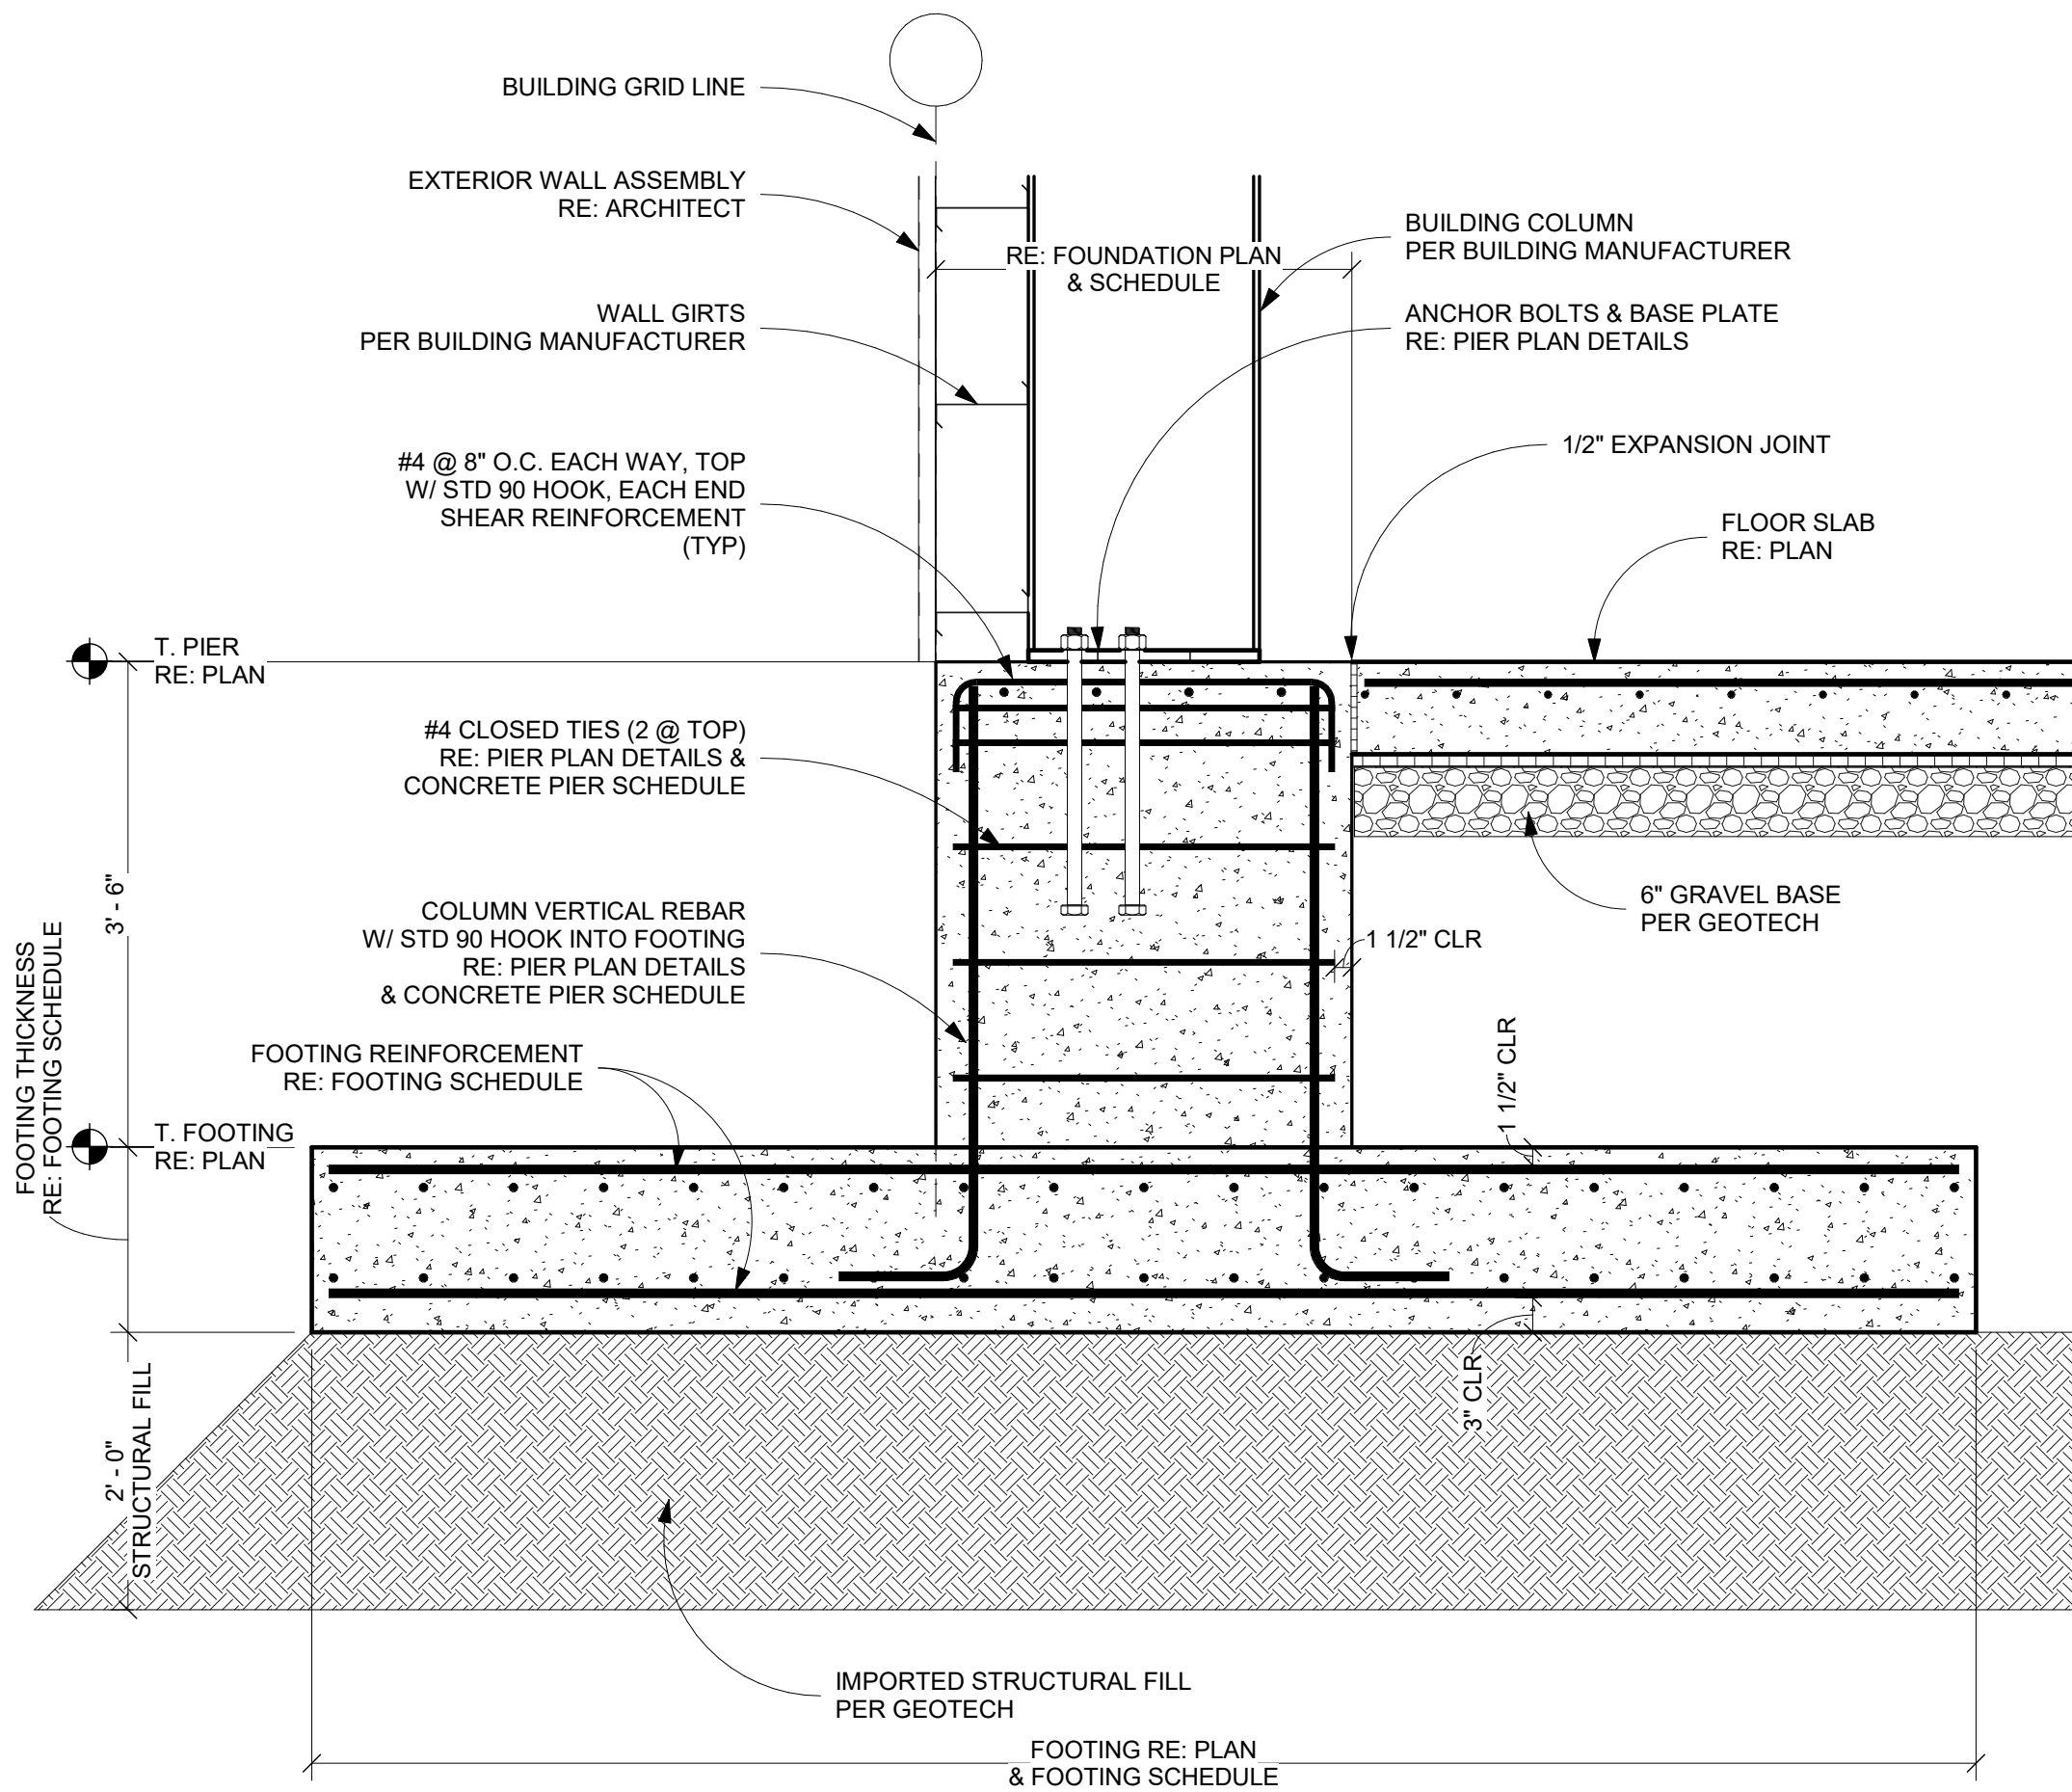 BUILDING GRID LINE
EXTERIOR WALL ASSEMBLY
RE: ARCHITECT
BUILDING COLUMN
PER BUILDING MANUFACTURER
RE: FOUNDATION PLAN
& SCHEDULE
WALL GIRTS
PER BUILDING MANUFACTURER
ANCHOR BOLTS & BASE PLATE
RE: PIER PLAN DETAILS
1/2" EXPANSION JOINT
#4 @ 8" O.C. EACH WAY, TOP
W/ STD 90 HOOK, EACH END
SHEAR REINFORCEMENT
(TYP)
FLOOR SLAB
RE: PLAN
T. PIER
RE: PLAN
#4 CLOSED TIES (2 @ TOP)
RE: PIER PLAN DETAILS &
CONCRETE PIER SCHEDULE
3' - 6"
6" GRAVEL BASE
PER GEOTECH
COLUMN VERTICAL REBAR
W/ STD 90 HOOK INTO FOOTING
RE: PIER PLAN DETAILS
& CONCRETE PIER SCHEDULE
1 1/2" CLR
FOOTING THICKNESS
RE: FOOTING SCHEDULE
FOOTING REINFORCEMENT
RE: FOOTING SCHEDULE
1 1/2" CLR
T. FOOTING
RE: PLAN
3" CLR
2' - 0"
STRUCTURAL FILL
IMPORTED STRUCTURAL FILL
PER GEOTECH
FOOTING RE: PLAN
& FOOTING SCHEDULE